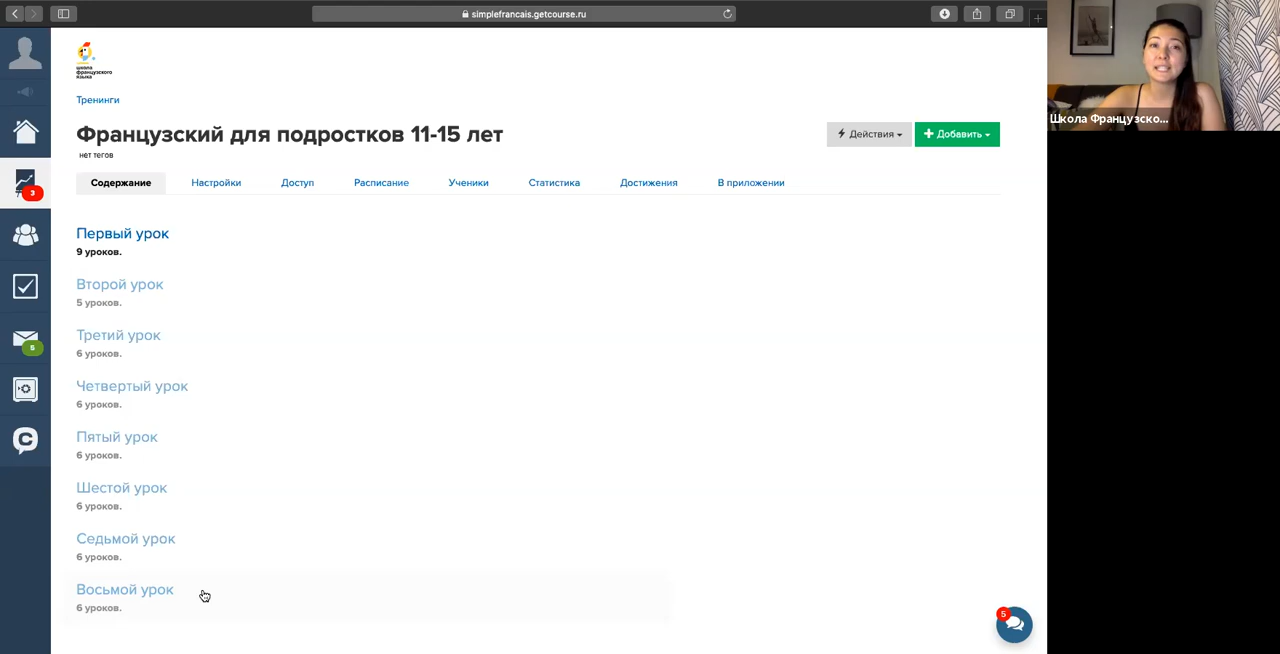 simplefrancais.getcourse.ru
школа
французского
языка
Тренинги
Французский для подростков 11-15 лет
нет тегов
Действия
Добавить
Содержание
Настройки
Доступ
Расписание
Ученики
Статистика
Достижения
В приложении
Первый урок
9 уроков.
Второй урок
5 уроков.
Третий урок
6 уроков.
Четвертый урок
6 уроков.
Пятый урок
6 уроков.
Шестой урок
6 уроков.
Седьмой урок
6 уроков.
Восьмой урок
6 уроков.
3
5
5
Школа Французско...